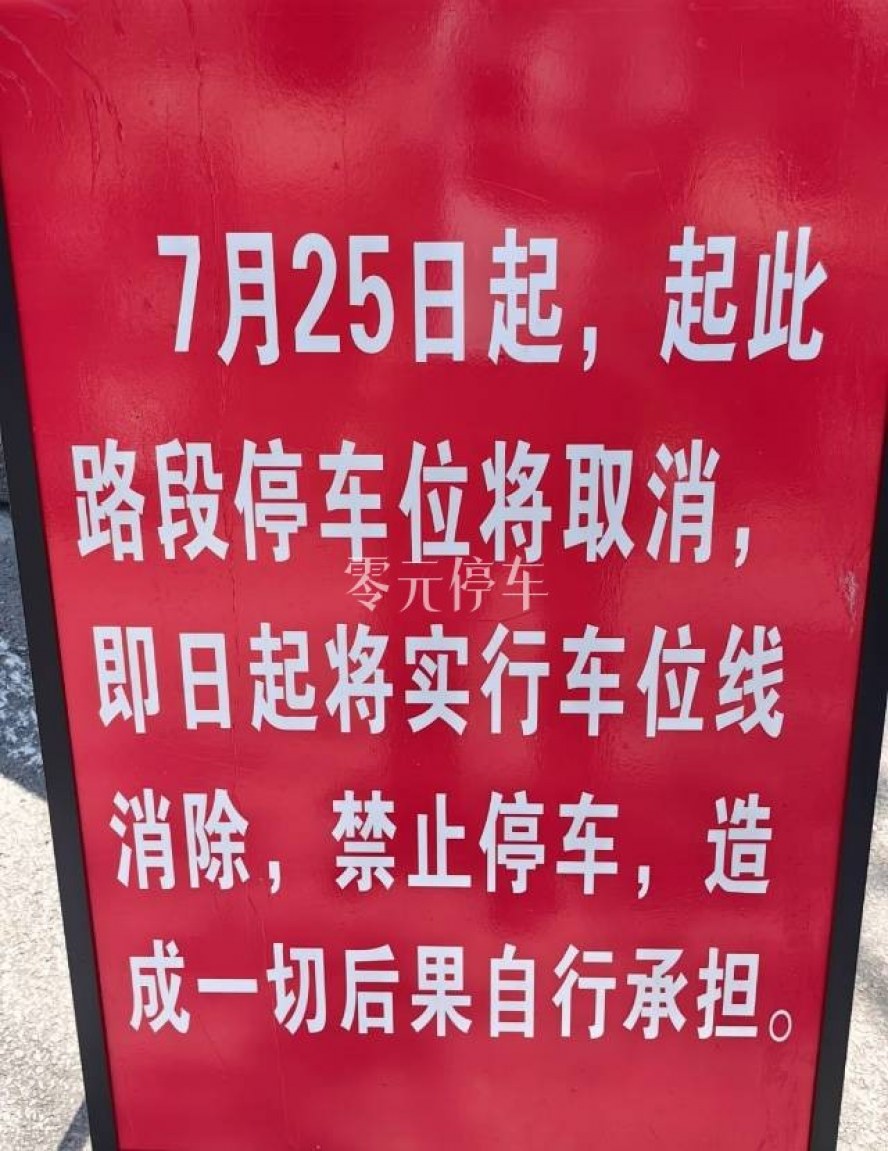 7月25日起，起此
路段停车位将取消，
零元停车
即日起将实行车位线
消除，禁止停车，造
成一切后果自行承担。